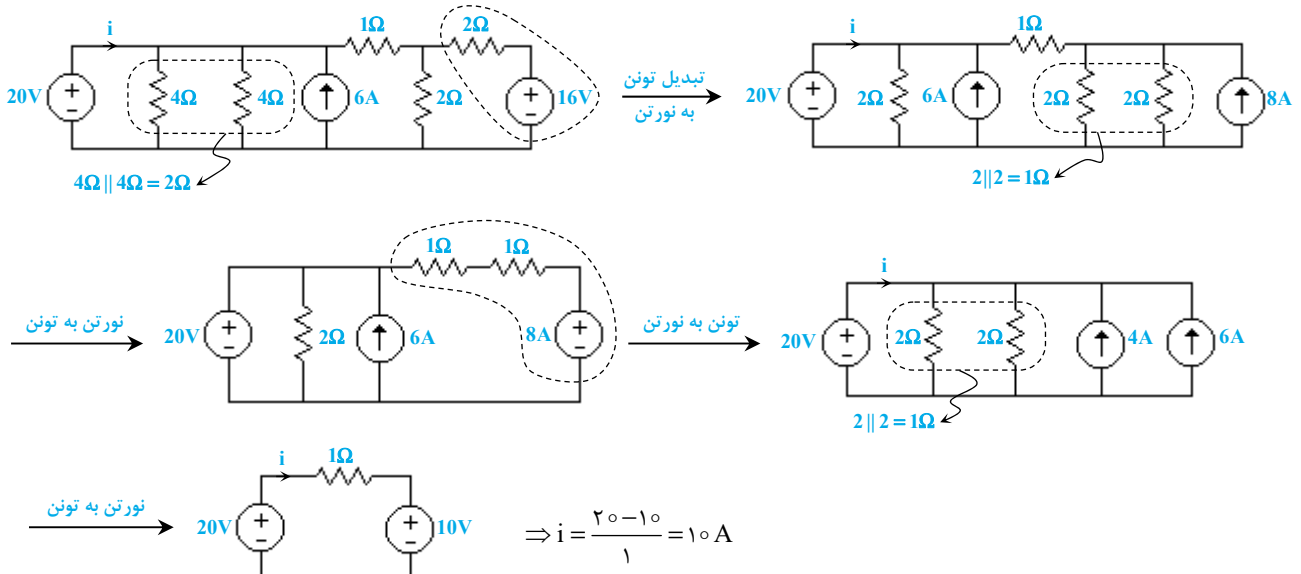 1Ω 2Ω 1Ω
i i
20V 4Ω 4Ω 6A 2Ω 16V
تبدیل تونن
به نورتن
20V 2Ω 6A 2Ω 2Ω 8A
4Ω || 4Ω = 2Ω
2||2 = 1Ω
1Ω 1Ω
نورتن به تونن
20V 2Ω 6A 8A
تونن به نورتن
i
20V 2Ω 2Ω 4A 6A
2 || 2 = 1Ω
i 1Ω
نورتن به تونن
20V 10V
⇒ i = (۲۰−۱۰)/۱ = ۱۰ A